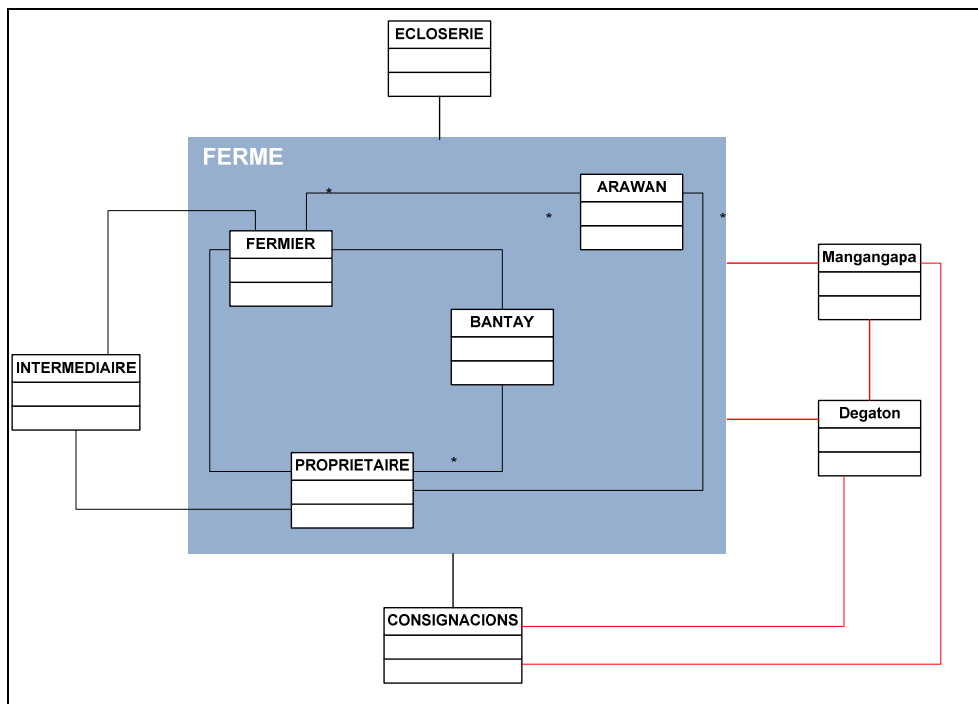 ECLOSERIE
FERME
ARAWAN
*
*
*
FERMIER
Mangangapa
BANTAY
INTERMEDIAIRE
Degaton
PROPRIETAIRE
*
CONSIGNACIONS